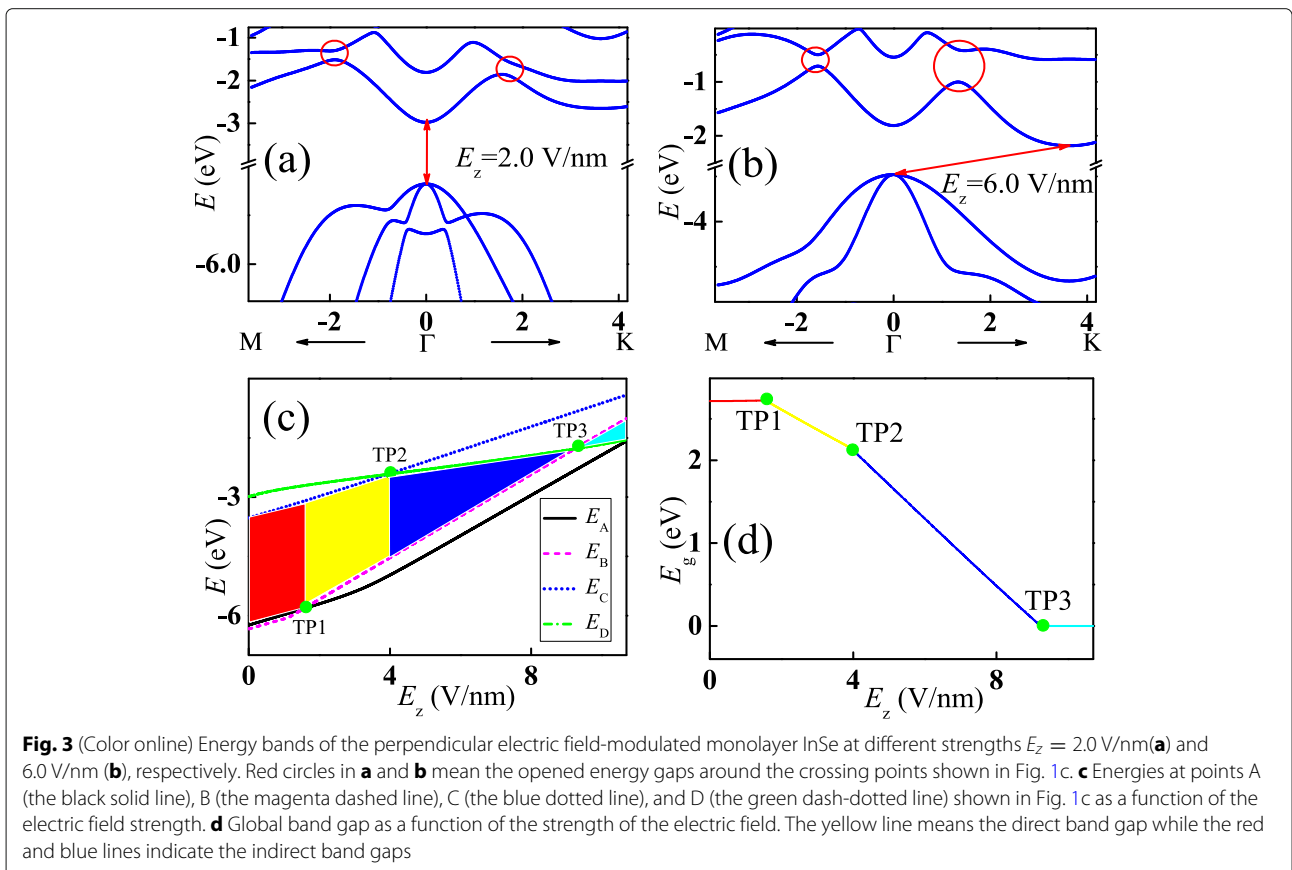 -1
-2
-3
-6.0
E (eV)
(a)
E_z=2.0 V/nm
-2 0 2 4
M Γ K
-1
-2
-4
E (eV)
(b)
E_z=6.0 V/nm
-2 0 2 4
M Γ K
(c)
-3
-6
E (eV)
TP1
TP2
TP3
E_A
E_B
E_C
E_D
0 4 8
E_z (V/nm)
(d)
2
1
0
E_g (eV)
TP1
TP2
TP3
0 4 8
E_z (V/nm)
Fig. 3 (Color online) Energy bands of the perpendicular electric field-modulated monolayer InSe at different strengths E_z = 2.0 V/nm(a) and
6.0 V/nm (b), respectively. Red circles in a and b mean the opened energy gaps around the crossing points shown in Fig. 1c. c Energies at points A
(the black solid line), B (the magenta dashed line), C (the blue dotted line), and D (the green dash-dotted line) shown in Fig. 1c as a function of the
electric field strength. d Global band gap as a function of the strength of the electric field. The yellow line means the direct band gap while the red
and blue lines indicate the indirect band gaps